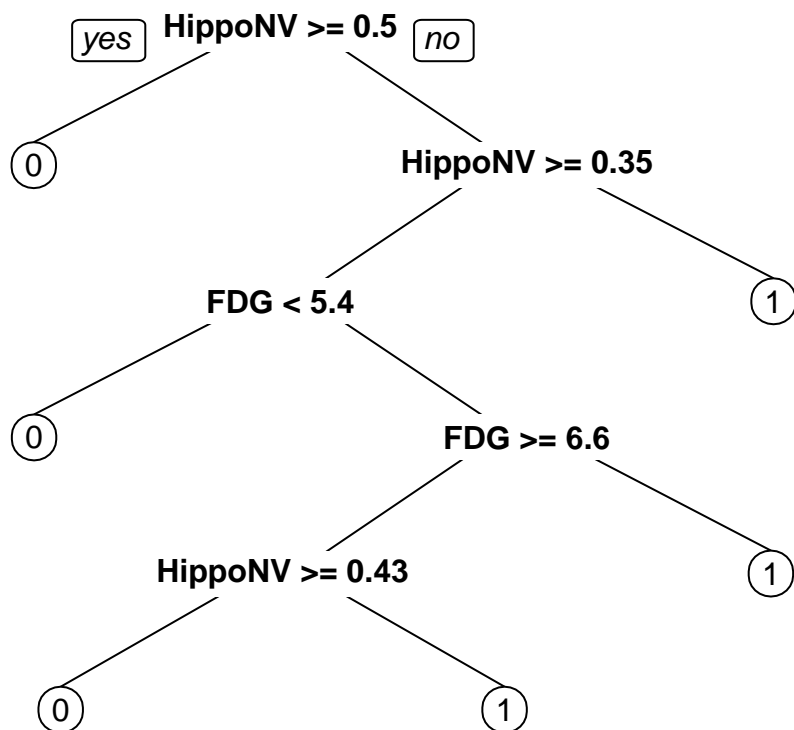 yes HippoNV >= 0.5 no
0 HippoNV >= 0.35
FDG < 5.4 1
0 FDG >= 6.6
HippoNV >= 0.43 1
0 1